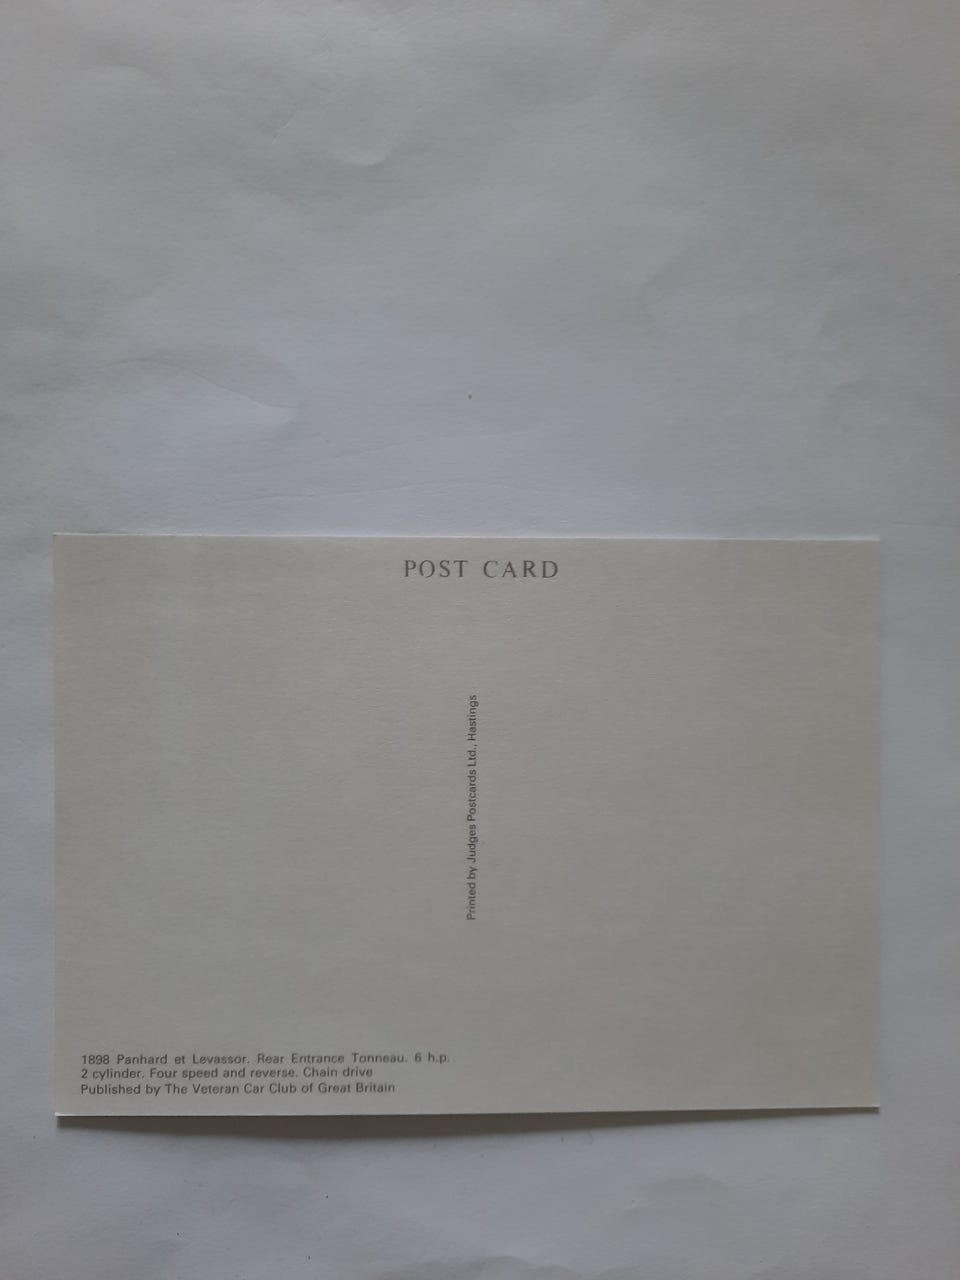 POST CARD
Printed by Judges Postcards Ltd., Hastings
1898 Panhard et Levassor. Rear Entrance Tonneau. 6 h.p.
2 cylinder. Four speed and reverse. Chain drive
Published by The Veteran Car Club of Great Britain